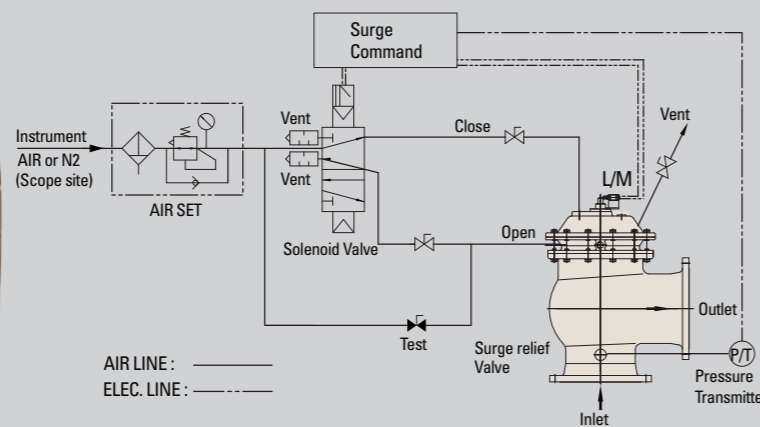 Surge
Command
Vent
Close
Vent
Instrument
AIR or N2
(Scope site)
AIR SET
Vent
Solenoid Valve
L/M
Open
Outlet
Test
Surge relief
Valve
P/T
Pressure
Transmitte
AIR LINE :
ELEC. LINE :
Inlet